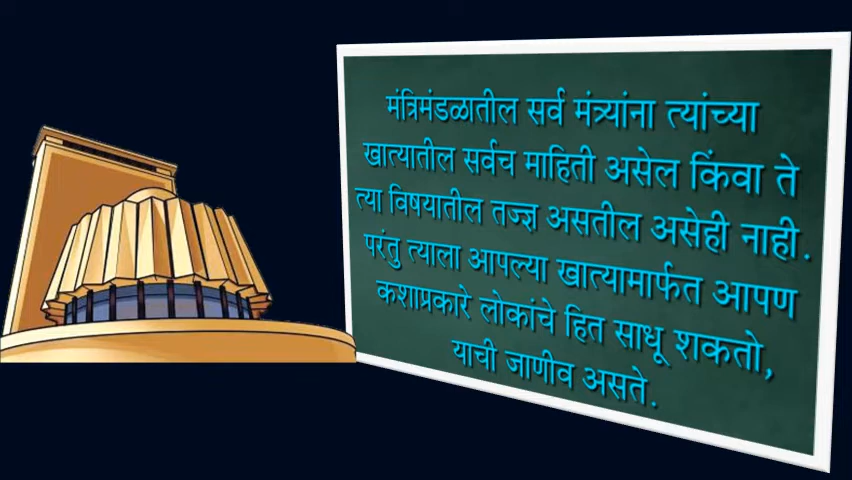 मंत्रिमंडळातील सर्व मंत्र्यांना त्यांच्या
खात्यातील सर्वच माहिती असेल किंवा ते
त्या विषयातील तज्ज्ञ असतील असेही नाही.
परंतु त्याला आपल्या खात्यामार्फत आपण
कशाप्रकारे लोकांचे हित साधू शकतो,
याची जाणीव असते.